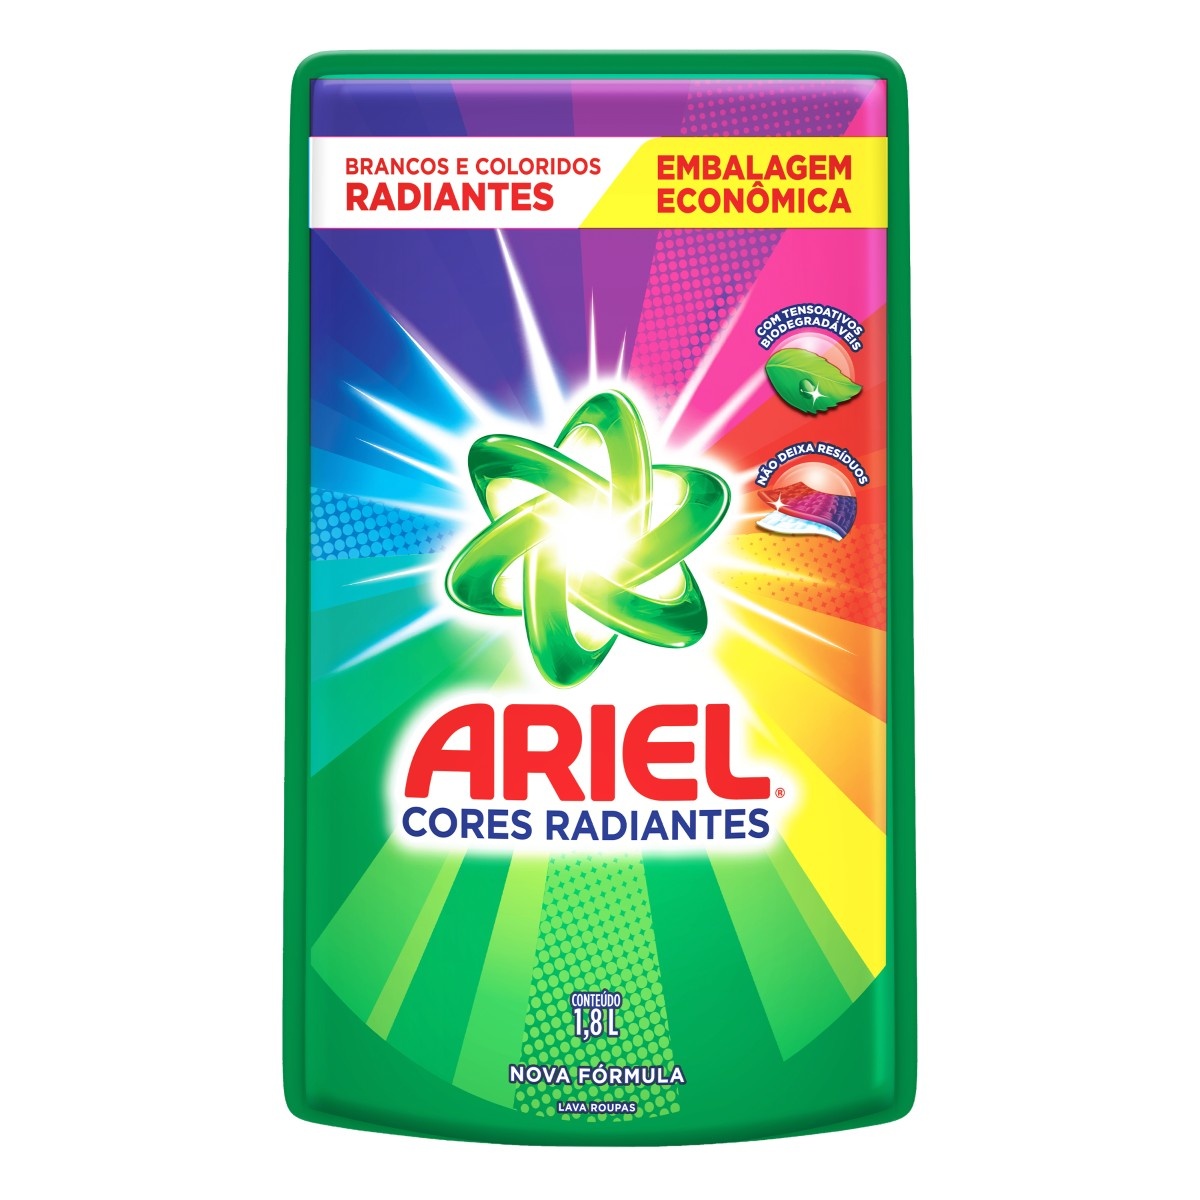 BRANCOS E COLORIDOS
RADIANTES
EMBALAGEM
ECONÔMICA
COM TENSOATIVOS
BIODEGRADÁVEIS
NÃO DEIXA RESÍDUOS
ARIEL®
CORES RADIANTES
CONTEÚDO
1,8 L
NOVA FÓRMULA
LAVA ROUPAS